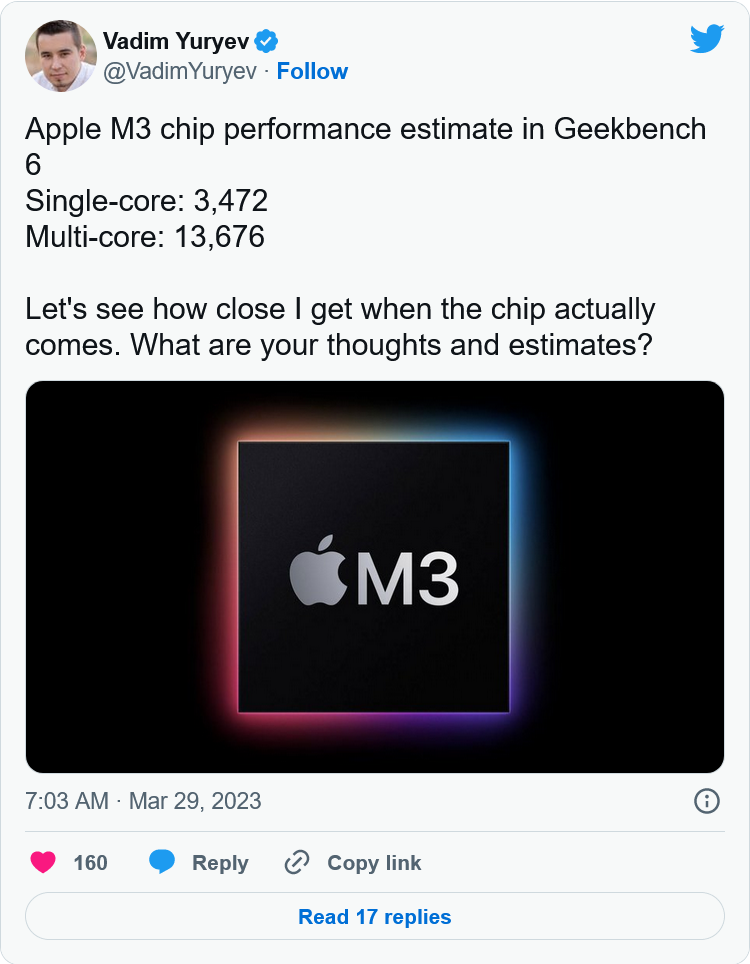 Vadim Yuryev
@VadimYuryev · Follow
Apple M3 chip performance estimate in Geekbench
6
Single-core: 3,472
Multi-core: 13,676
Let's see how close I get when the chip actually
comes. What are your thoughts and estimates?
M3
7:03 AM · Mar 29, 2023
160 Reply Copy link
Read 17 replies